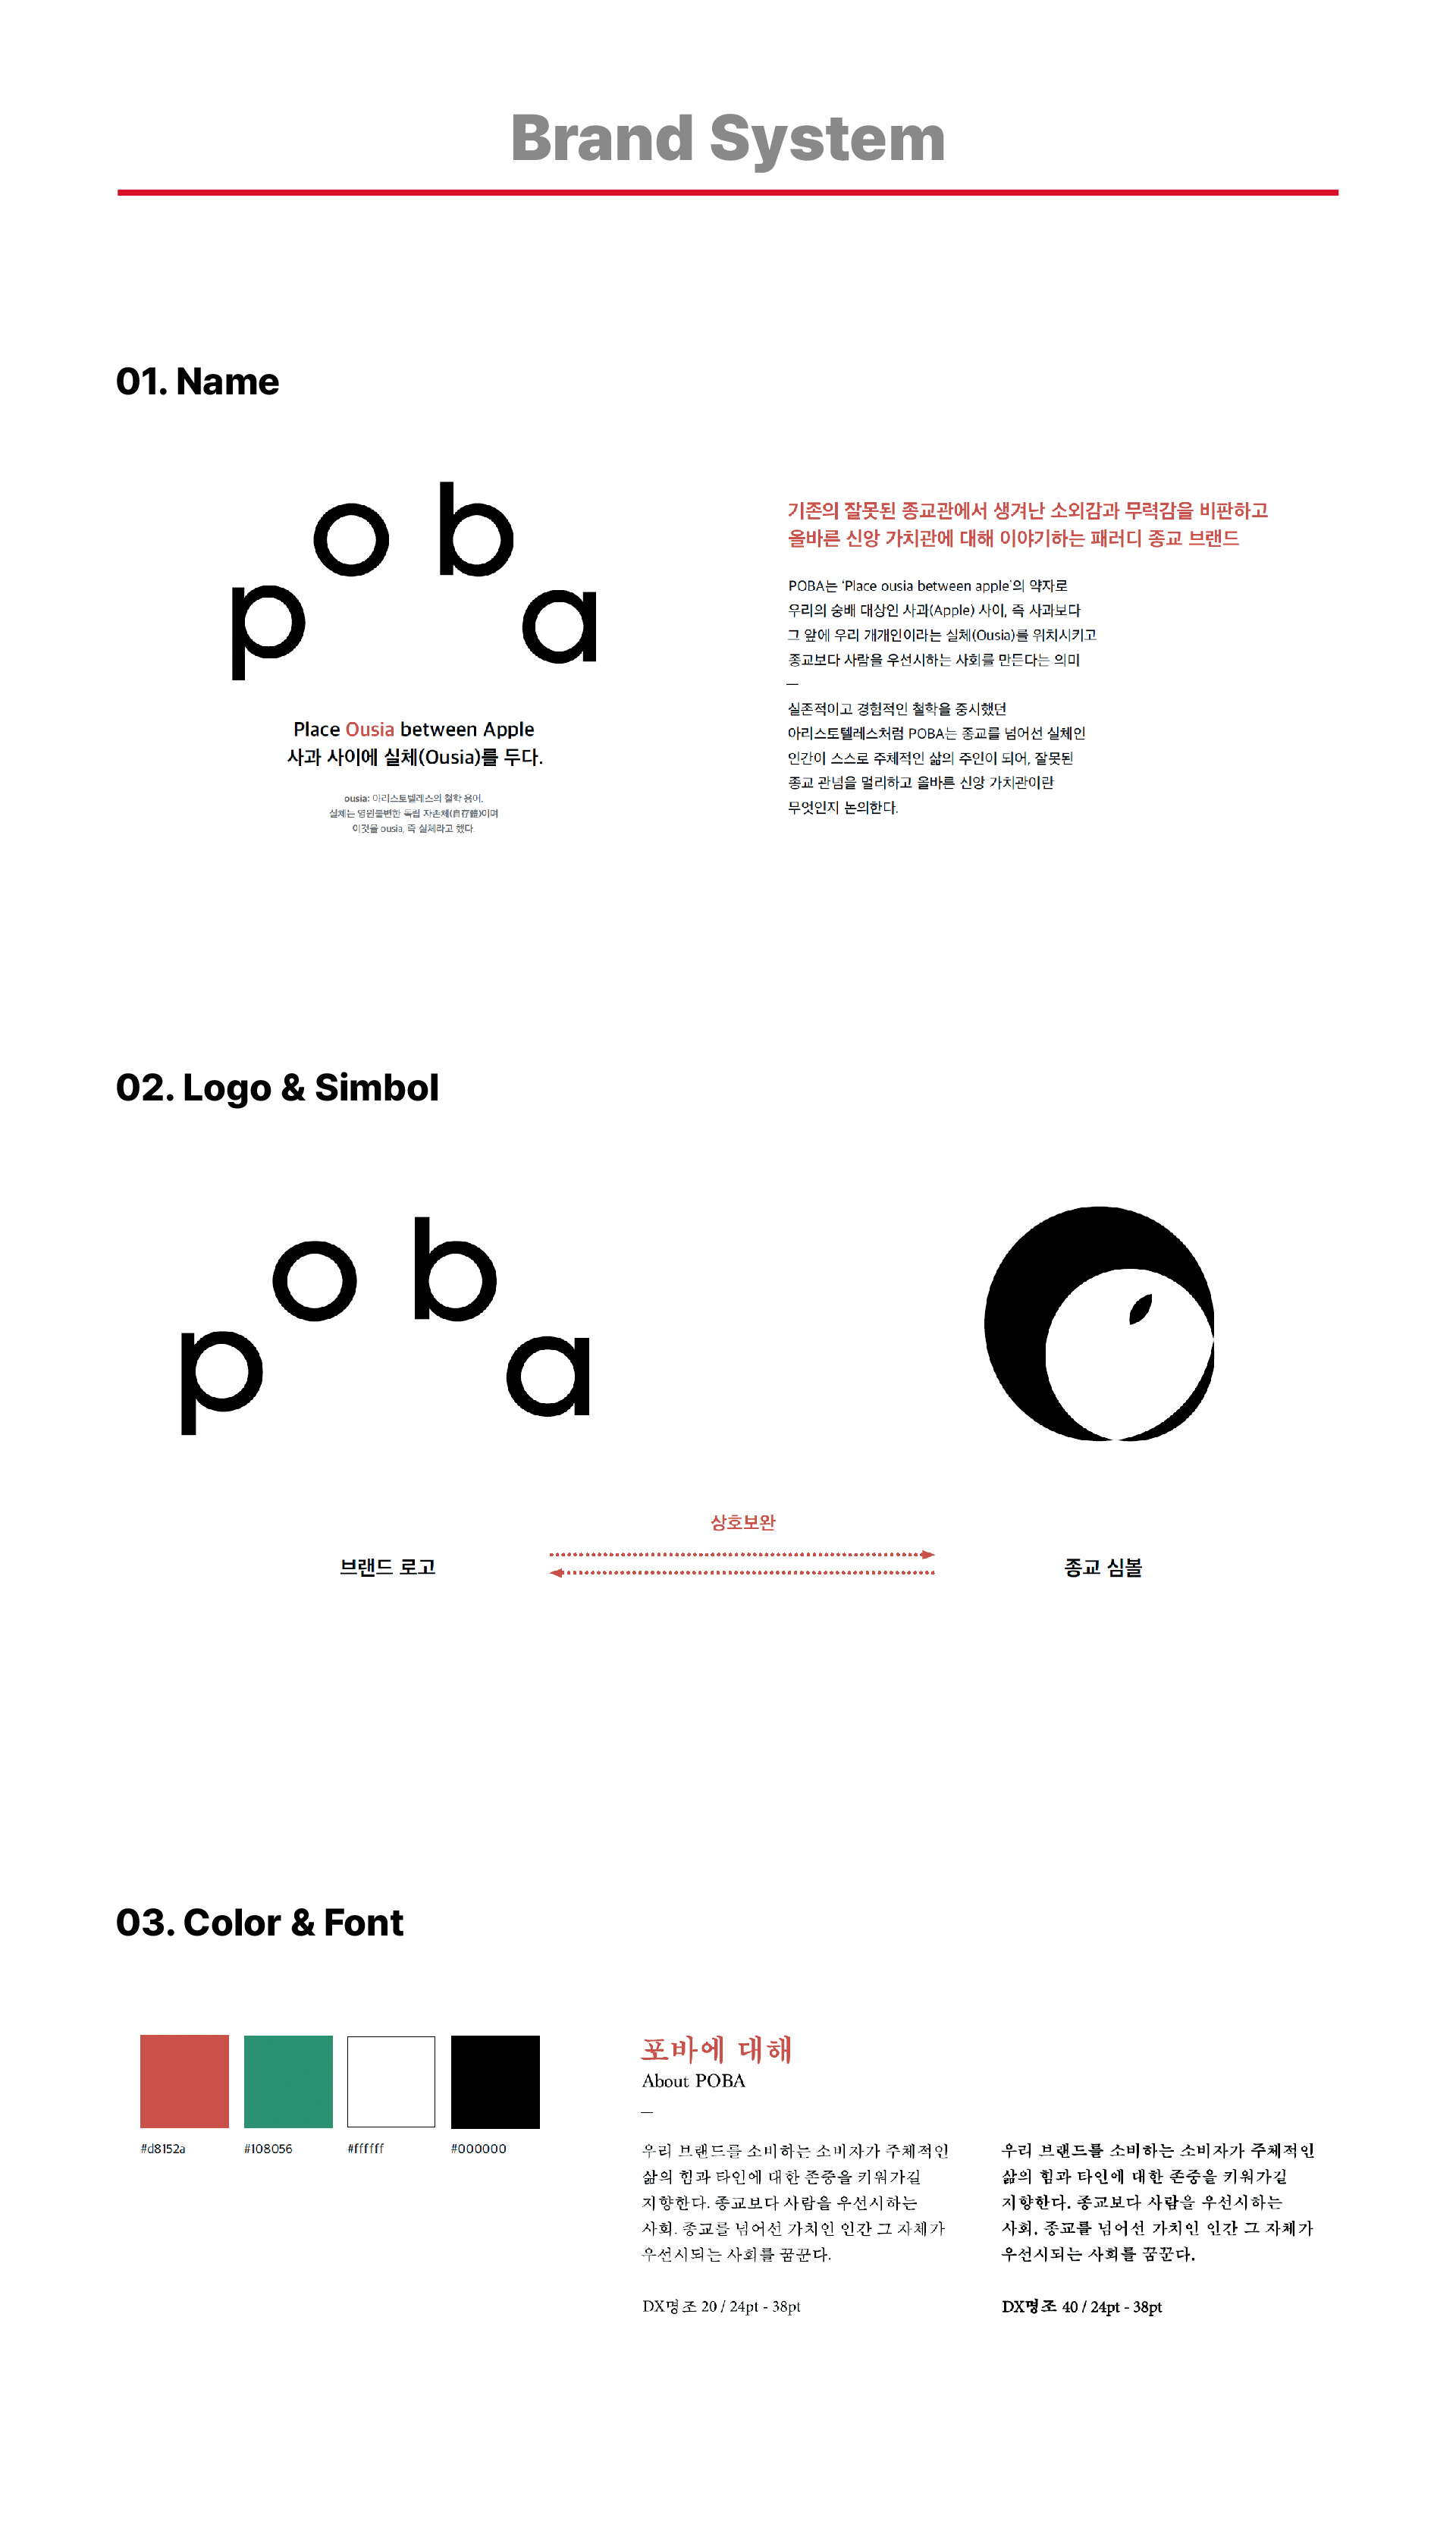 Brand System
01. Name
poba
Place Ousia between Apple
사과 사이에 실체(Ousia)를 두다.
ousia: 아리스토텔레스의 철학 용어,
실체는 영원불변한 독립 자존체(自存體)이며
이것을 ousia, 즉 실체라고 했다.
기존의 잘못된 종교관에서 생겨난 소외감과 무력감을 비판하고
올바른 신앙 가치관에 대해 이야기하는 패러디 종교 브랜드
POBA는 ‘Place ousia between apple’의 약자로
우리의 숭배 대상인 사과(Apple) 사이, 즉 사과보다
그 앞에 우리 개개인이라는 실체(Ousia)를 위치시키고
종교보다 사람을 우선시하는 사회를 만든다는 의미
—
실존적이고 경험적인 철학을 중시했던
아리스토텔레스처럼 POBA는 종교를 넘어선 실체인
인간이 스스로 주체적인 삶의 주인이 되어, 잘못된
종교 관념을 멀리하고 올바른 신앙 가치관이란
무엇인지 논의한다.
02. Logo & Simbol
poba
상호보완
브랜드 로고
종교 심볼
03. Color & Font
#d8152a
#108056
#ffffff
#000000
포바에 대해
About POBA
—
우리 브랜드를 소비하는 소비자가 주체적인
삶의 힘과 타인에 대한 존중을 키워가길
지향한다. 종교보다 사람을 우선시하는
사회. 종교를 넘어선 가치인 인간 그 자체가
우선시되는 사회를 꿈꾼다.
DX명조 20 / 24pt - 38pt
우리 브랜드를 소비하는 소비자가 주체적인
삶의 힘과 타인에 대한 존중을 키워가길
지향한다. 종교보다 사람을 우선시하는
사회. 종교를 넘어선 가치인 인간 그 자체가
우선시되는 사회를 꿈꾼다.
DX명조 40 / 24pt - 38pt